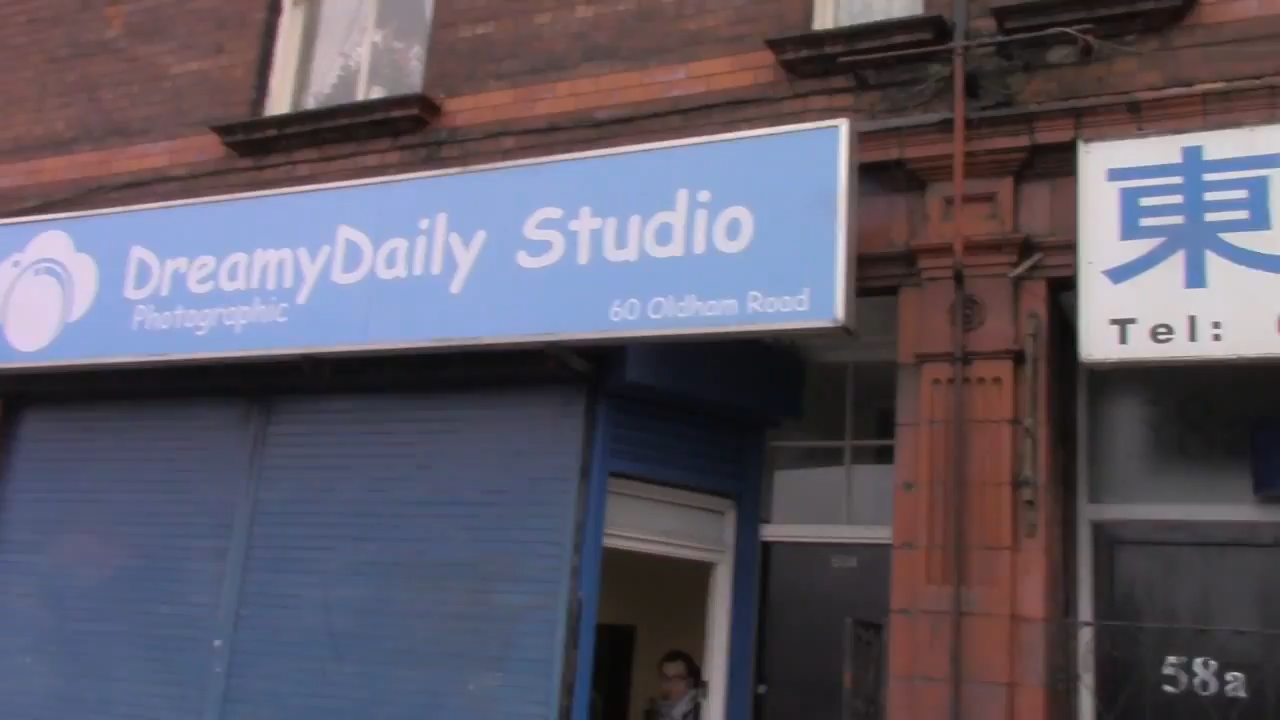 DreamyDaily Studio
Photographic
60 Oldham Road
東
Tel:
58a